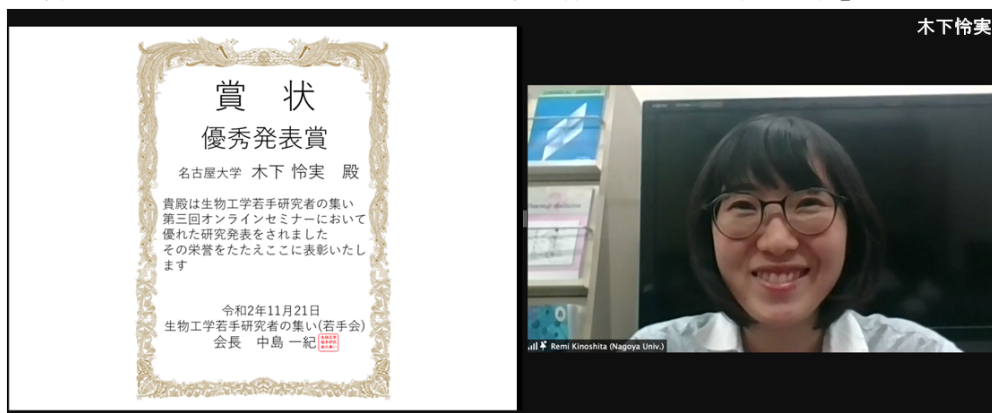 木下怜実
賞 状
優秀発表賞
名古屋大学 木下 怜実 殿
貴殿は生物工学若手研究者の集い
第三回オンラインセミナーにおいて
優れた研究発表をされました
その栄誉をたたえここに表彰いたし
ます
令和2年11月21日
生物工学若手研究者の集い(若手会)
会長 中島 一紀
Remi Kinoshita (Nagoya Univ.)